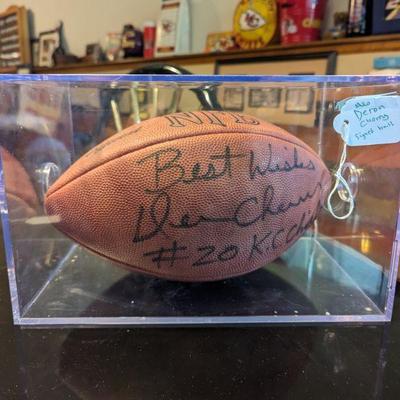 NFL
Best Wishes
Deron Cherry
#20 KC Chiefs
Deron
Cherry
Signed ball